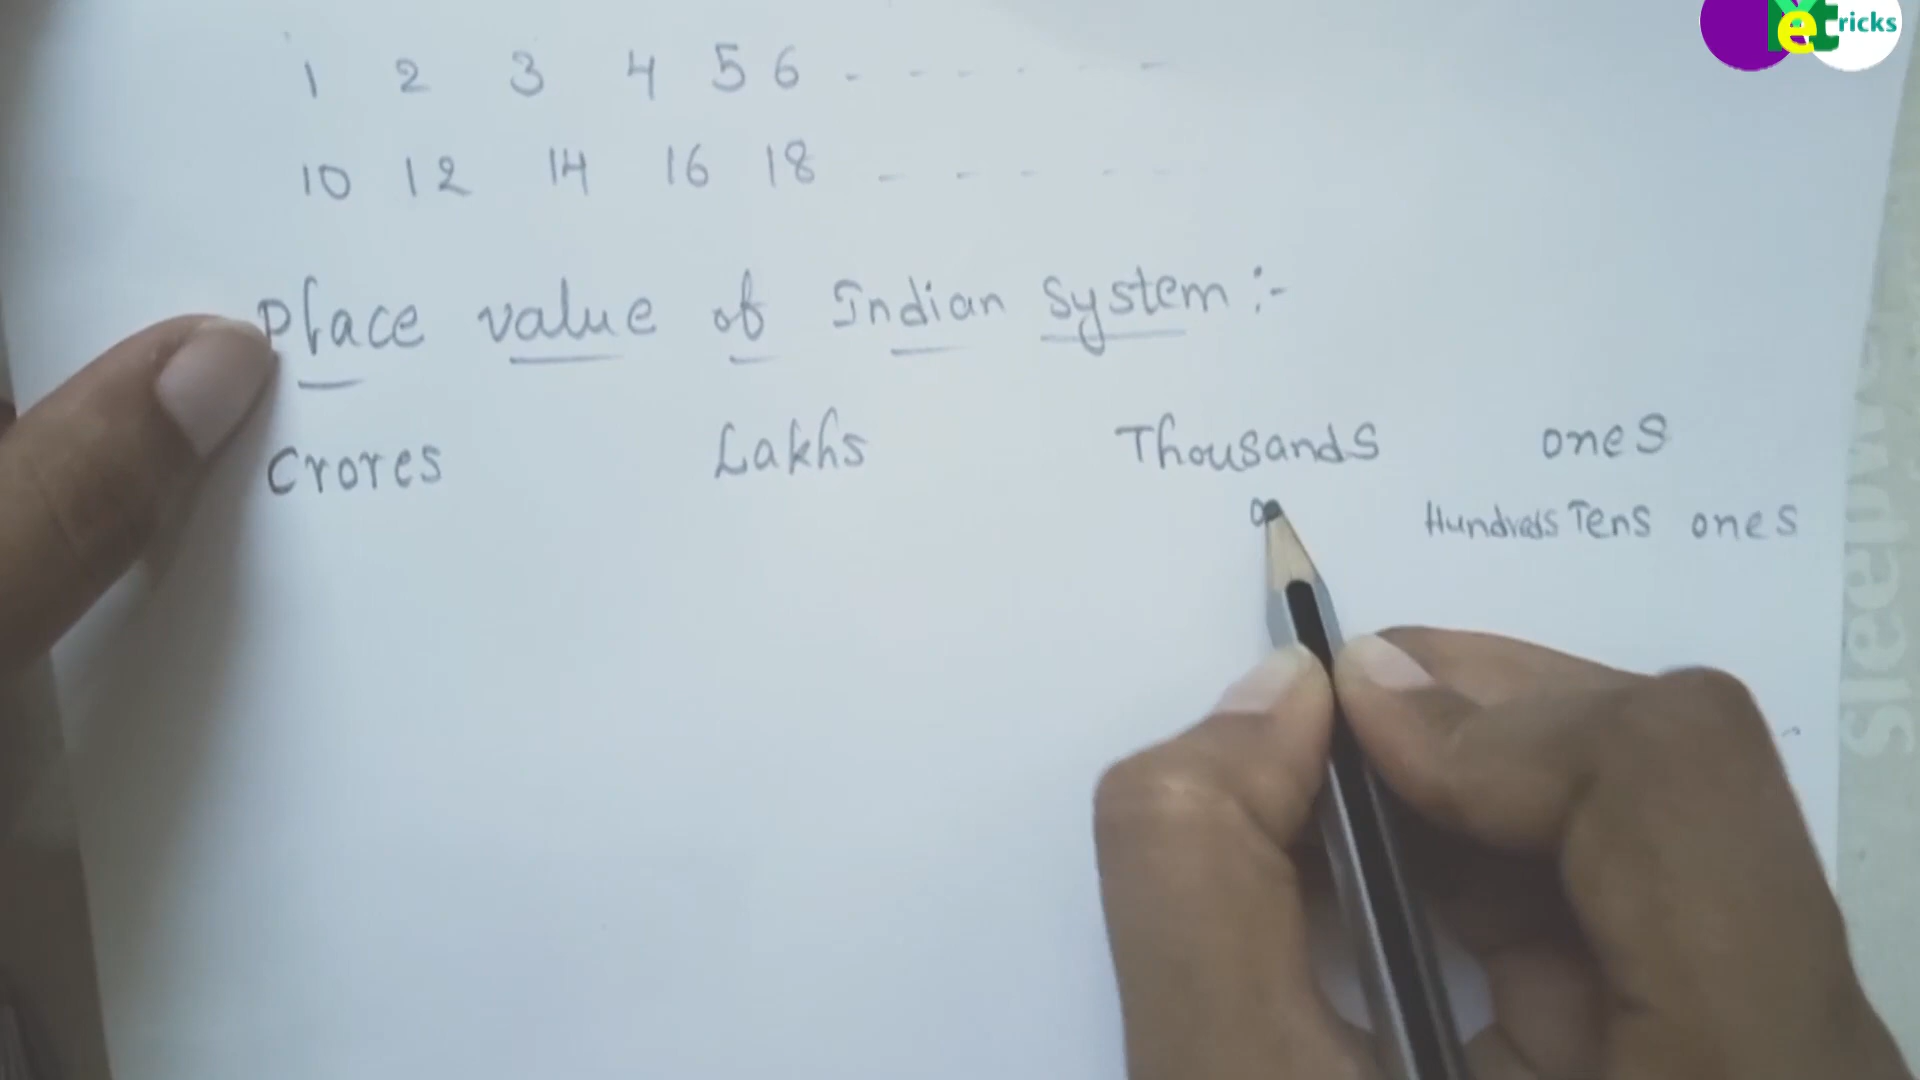 1 2 3 4 5 6 - - - - - -
10 12 14 16 18 - - - - -
Place value of Indian System :-
Crores Lakhs Thousands ones
Hundreds Tens ones
etricks